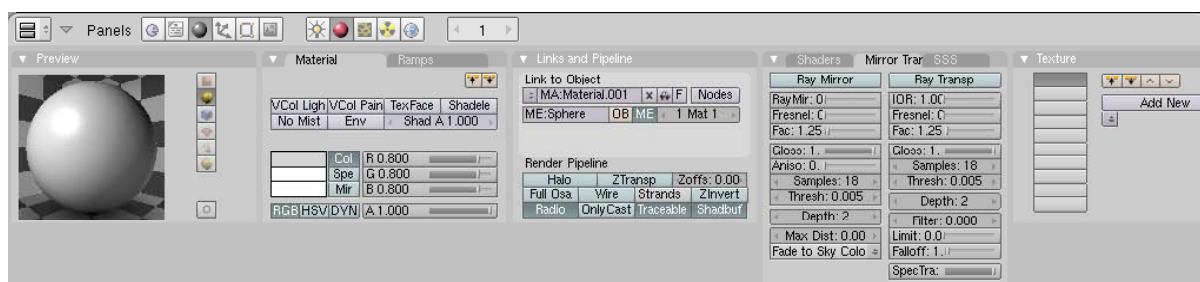 Panels
1
Preview
Material
Ramps
VCol Ligh
VCol Pain
TexFace
Shadele
No Mist
Env
Shad A 1.000
Col
R 0.800
Spe
G 0.800
Mir
B 0.800
RGB
HSV
DYN
A 1.000
Links and Pipeline
Link to Object
MA:Material.001
F
Nodes
ME:Sphere
OB
ME
1 Mat 1
Render Pipeline
Halo
ZTransp
Zoffs: 0.00
Full Osa
Wire
Strands
ZInvert
Radio
OnlyCast
Traceable
Shadbuf
Shaders
Mirror Trar
SSS
Ray Mirror
RayMir: 0
Fresnel:
Fac: 1.25
Gloss: 1.
Aniso: 0.
Samples: 18
Thresh: 0.005
Depth: 2
Max Dist: 0.00
Fade to Sky Colo
Ray Transp
IOR: 1.00
Fresnel:
Fac: 1.25
Gloss: 1.
Samples: 18
Thresh: 0.005
Depth: 2
Filter: 0.000
Limit: 0.0
Falloff: 1.
SpecTra:
Texture
Add New